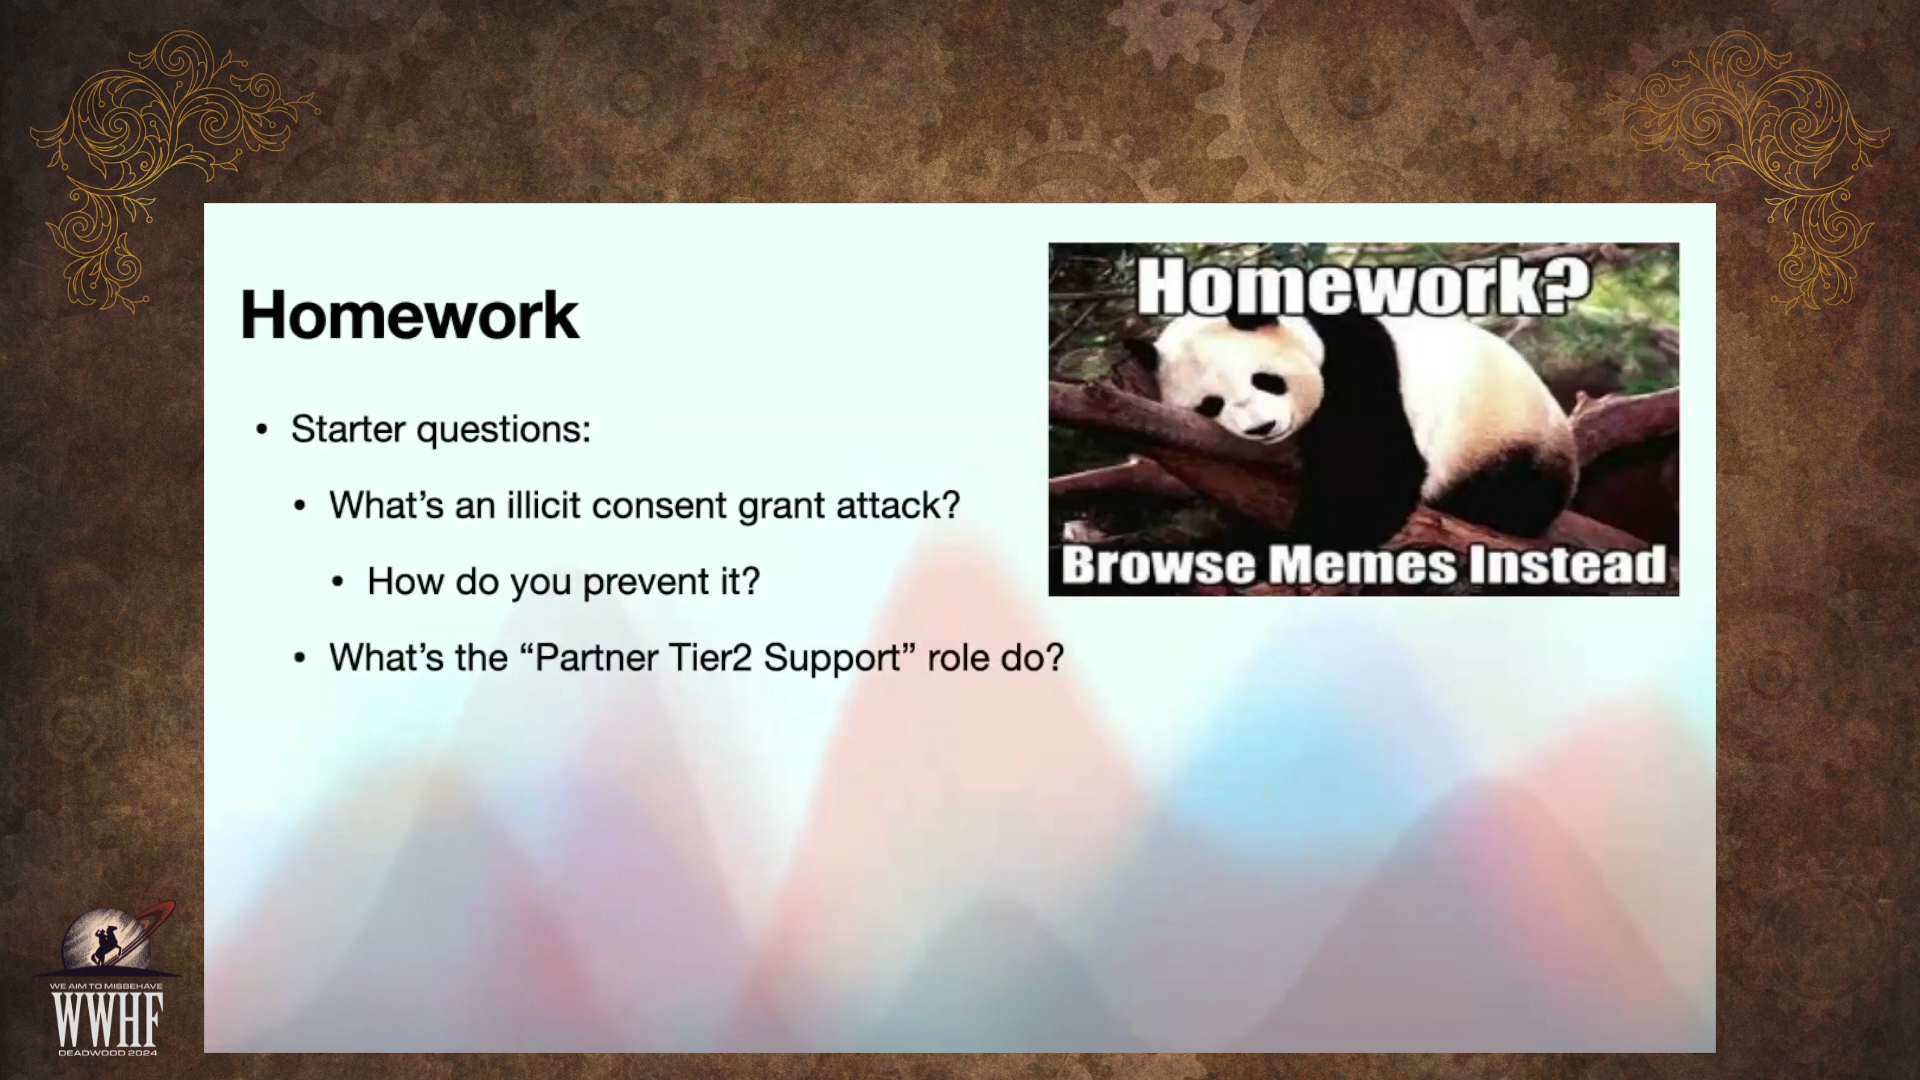 Homework
Homework?
Browse Memes Instead
• Starter questions:
• What’s an illicit consent grant attack?
• How do you prevent it?
• What’s the “Partner Tier2 Support” role do?
WE AIM TO MISBEHAVE
WWHF
DEADWOOD 2024